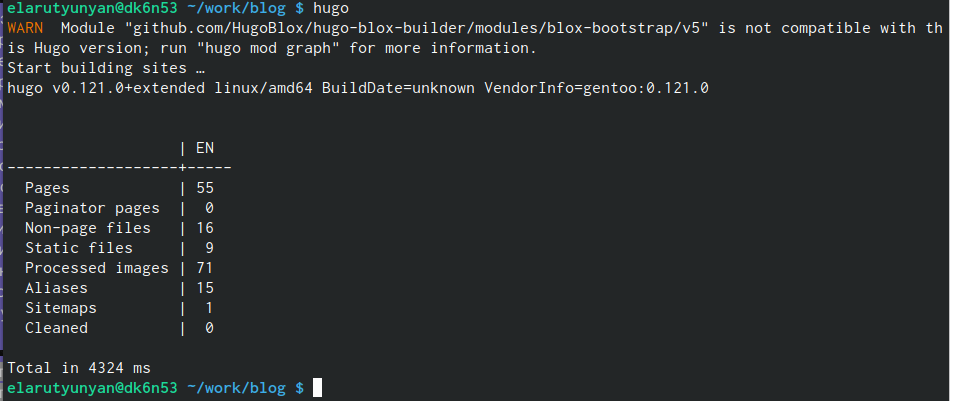 elarutyunyan@dk6n53 ~/work/blog $ hugo
WARN  Module "github.com/HugoBlox/hugo-blox-builder/modules/blox-bootstrap/v5" is not compatible with th
is Hugo version; run "hugo mod graph" for more information.
Start building sites …
hugo v0.121.0+extended linux/amd64 BuildDate=unknown VendorInfo=gentoo:0.121.0
                   | EN
-------------------+-----
  Pages            | 55
  Paginator pages  |  0
  Non-page files   | 16
  Static files     |  9
  Processed images | 71
  Aliases          | 15
  Sitemaps         |  1
  Cleaned          |  0
Total in 4324 ms
elarutyunyan@dk6n53 ~/work/blog $